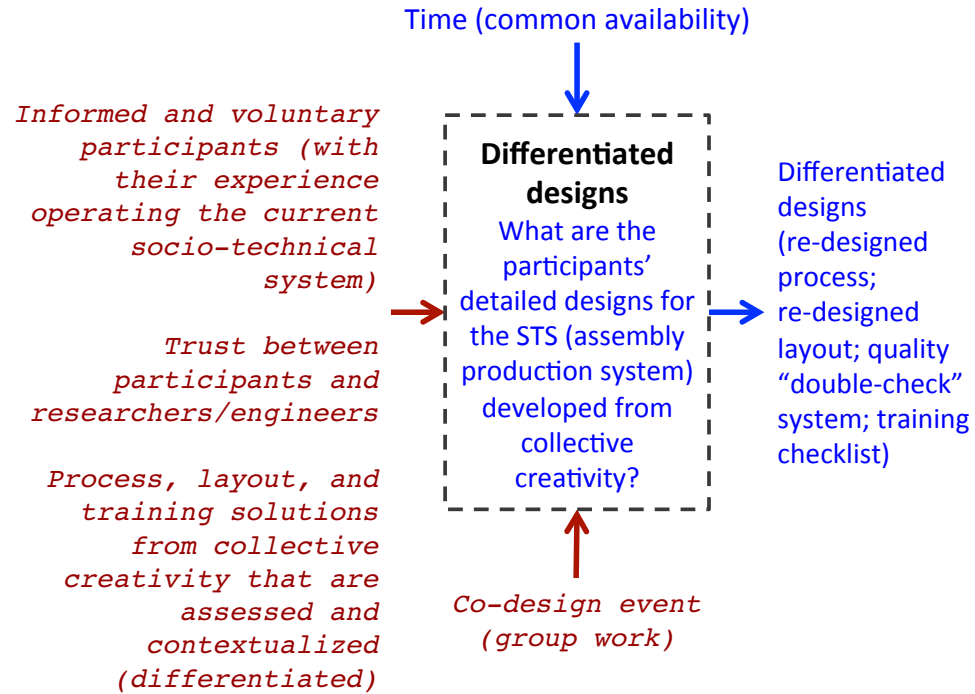 Time (common availability)
Informed and voluntary
participants (with
their experience
operating the current
socio-technical
system)
Trust between
participants and
researchers/engineers
Process, layout, and
training solutions
from collective
creativity that are
assessed and
contextualized
(differentiated)
Differentiated
designs
What are the
participants’
detailed designs for
the STS (assembly
production system)
developed from
collective
creativity?
Co-design event
(group work)
Differentiated
designs
(re-designed
process;
re-designed
layout; quality
“double-check”
system; training
checklist)